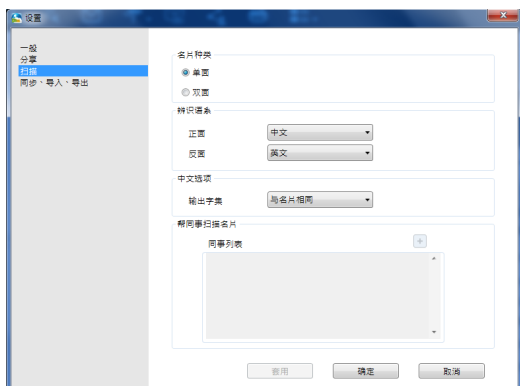 设置
一般
分享
扫描
同步、导入、导出
名片种类
单面
双面
辨识语系
正面
中文
反面
英文
中文选项
输出字集
与名片相同
帮同事扫描名片
同事列表
+
套用
确定
取消